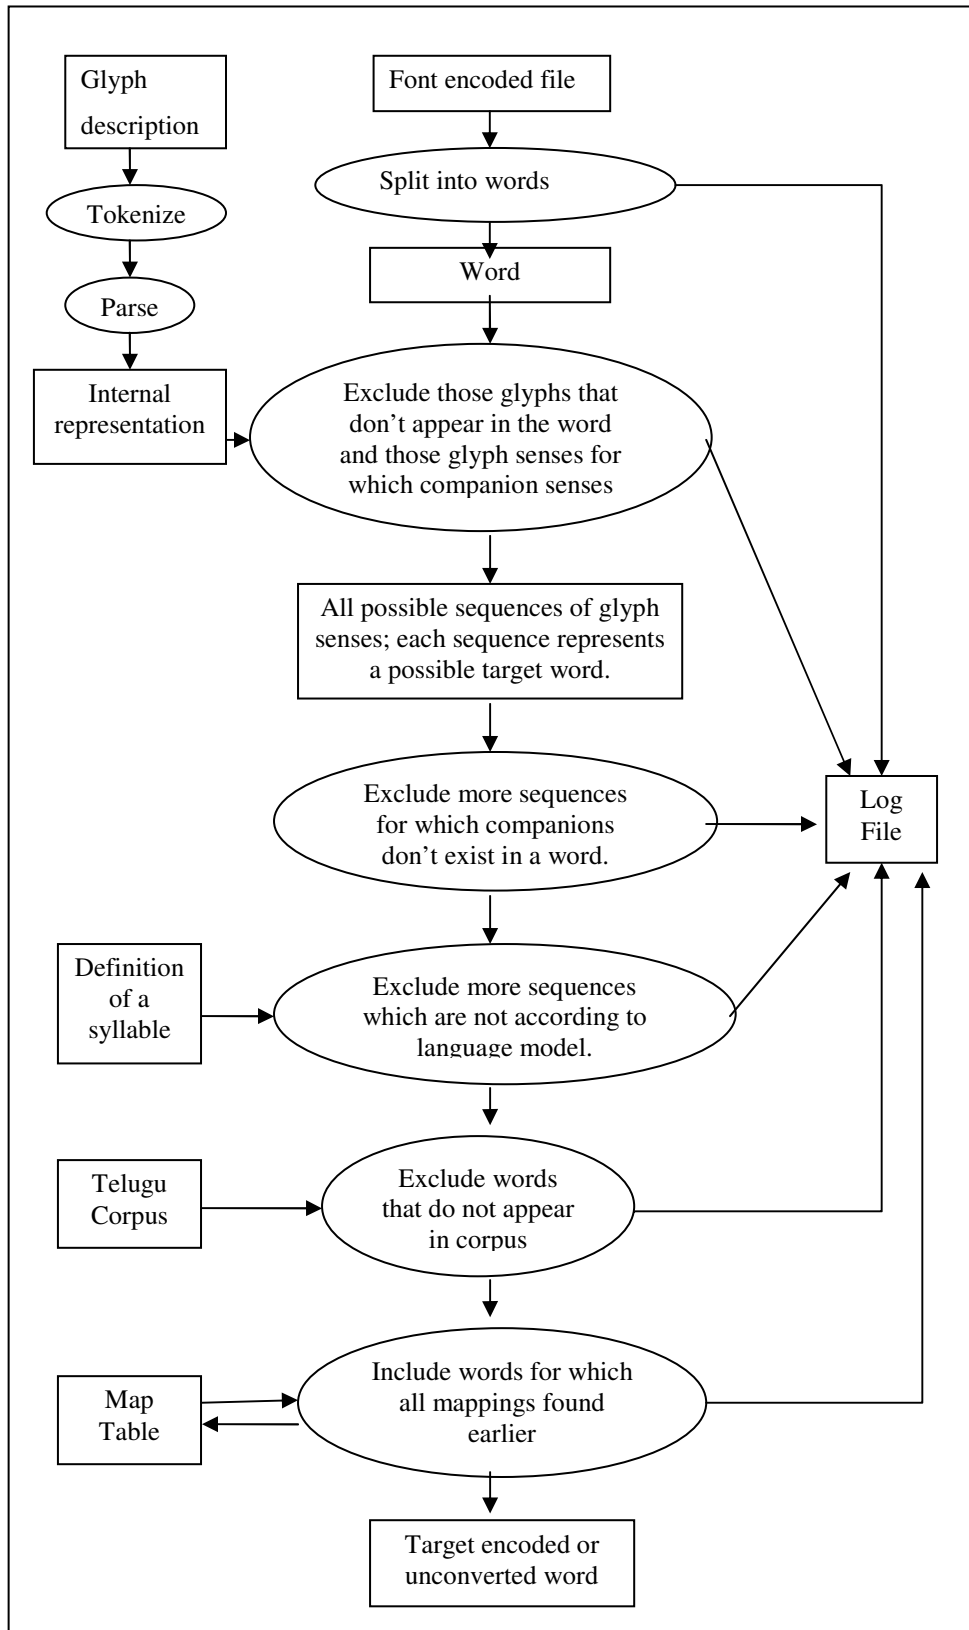 Glyph
description
Font encoded file
Tokenize
Split into words
Parse
Word
Internal
representation
Exclude those glyphs that
don’t appear in the word
and those glyph senses for
which companion senses
All possible sequences of glyph
senses; each sequence represents
a possible target word.
Exclude more sequences
for which companions
don’t exist in a word.
Log
File
Definition
of a
syllable
Exclude more sequences
which are not according to
language model.
Telugu
Corpus
Exclude words
that do not appear
in corpus
Map
Table
Include words for which
all mappings found
earlier
Target encoded or
unconverted word